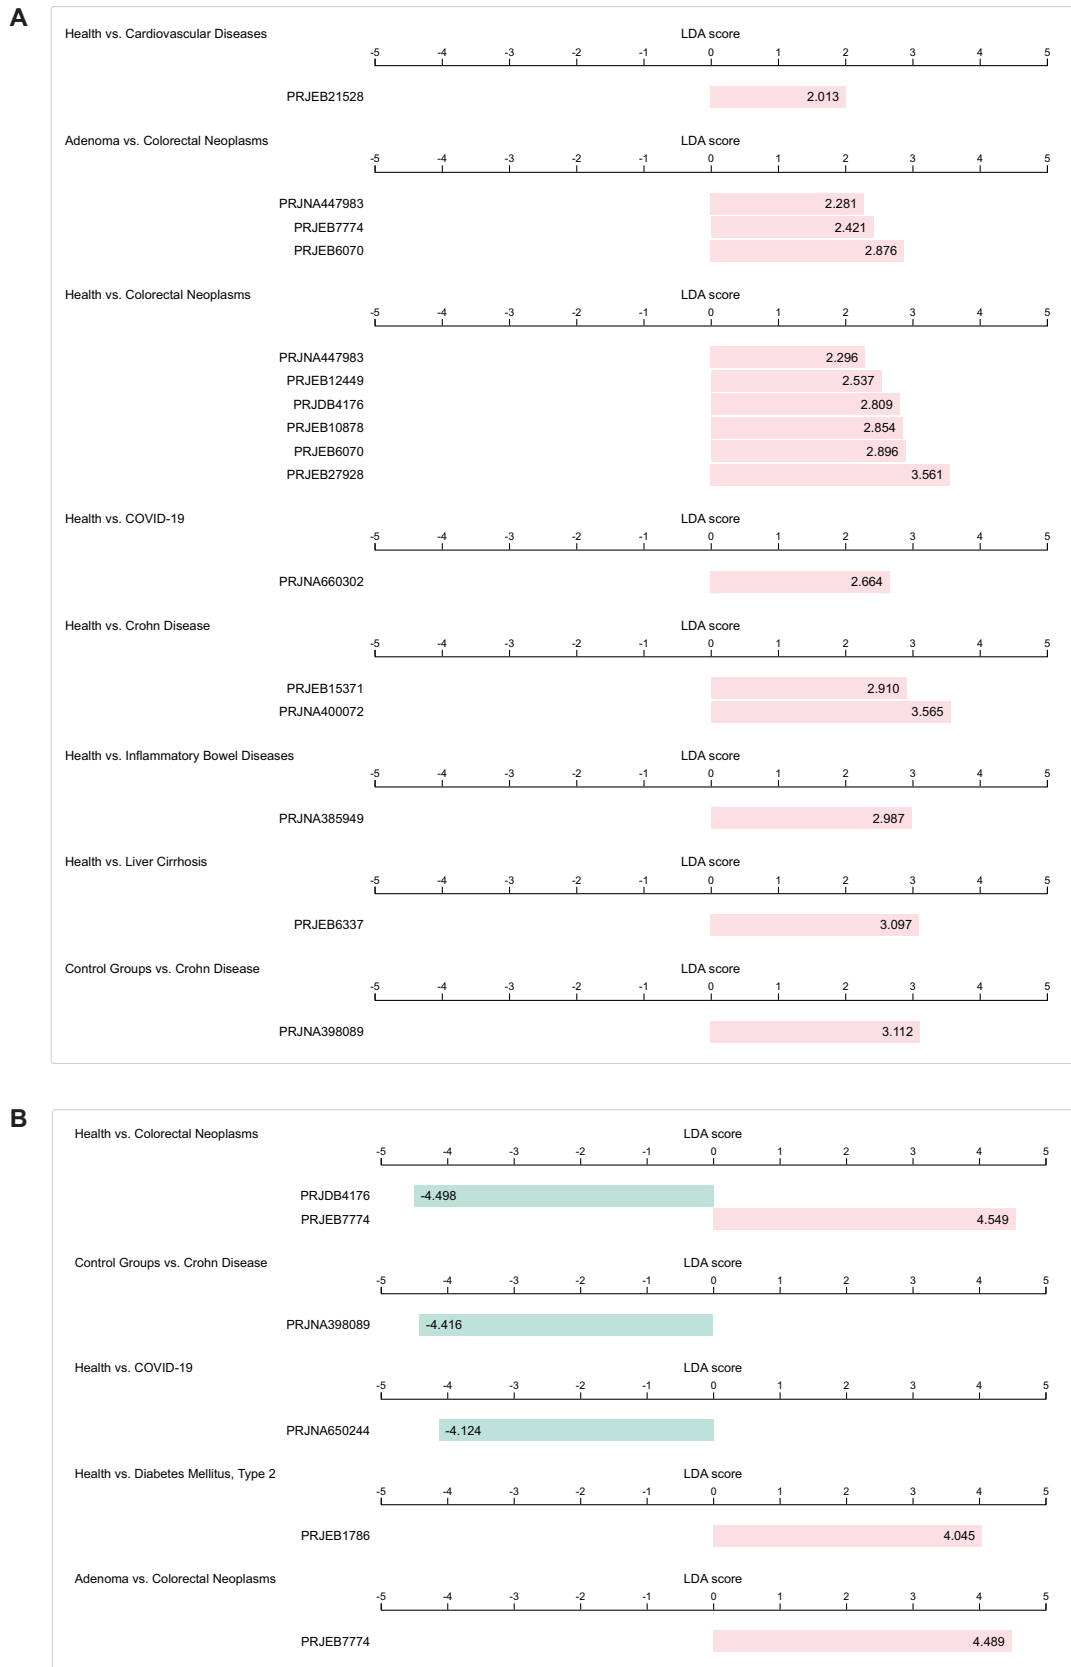 A
Health vs. Cardiovascular Diseases
LDA score
-5 -4 -3 -2 -1 0 1 2 3 4 5
PRJEB21528 2.013
Adenoma vs. Colorectal Neoplasms
LDA score
-5 -4 -3 -2 -1 0 1 2 3 4 5
PRJNA447983 2.281
PRJEB7774 2.421
PRJEB6070 2.876
Health vs. Colorectal Neoplasms
LDA score
-5 -4 -3 -2 -1 0 1 2 3 4 5
PRJNA447983 2.296
PRJEB12449 2.537
PRJDB4176 2.809
PRJEB10878 2.854
PRJEB6070 2.896
PRJEB27928 3.561
Health vs. COVID-19
LDA score
-5 -4 -3 -2 -1 0 1 2 3 4 5
PRJNA660302 2.664
Health vs. Crohn Disease
LDA score
-5 -4 -3 -2 -1 0 1 2 3 4 5
PRJEB15371 2.910
PRJNA400072 3.565
Health vs. Inflammatory Bowel Diseases
LDA score
-5 -4 -3 -2 -1 0 1 2 3 4 5
PRJNA385949 2.987
Health vs. Liver Cirrhosis
LDA score
-5 -4 -3 -2 -1 0 1 2 3 4 5
PRJEB6337 3.097
Control Groups vs. Crohn Disease
LDA score
-5 -4 -3 -2 -1 0 1 2 3 4 5
PRJNA398089 3.112
B
Health vs. Colorectal Neoplasms
LDA score
-5 -4 -3 -2 -1 0 1 2 3 4 5
PRJDB4176 -4.498
PRJEB7774 4.549
Control Groups vs. Crohn Disease
LDA score
-5 -4 -3 -2 -1 0 1 2 3 4 5
PRJNA398089 -4.416
Health vs. COVID-19
LDA score
-5 -4 -3 -2 -1 0 1 2 3 4 5
PRJNA650244 -4.124
Health vs. Diabetes Mellitus, Type 2
LDA score
-5 -4 -3 -2 -1 0 1 2 3 4 5
PRJEB1786 4.045
Adenoma vs. Colorectal Neoplasms
LDA score
-5 -4 -3 -2 -1 0 1 2 3 4 5
PRJEB7774 4.489